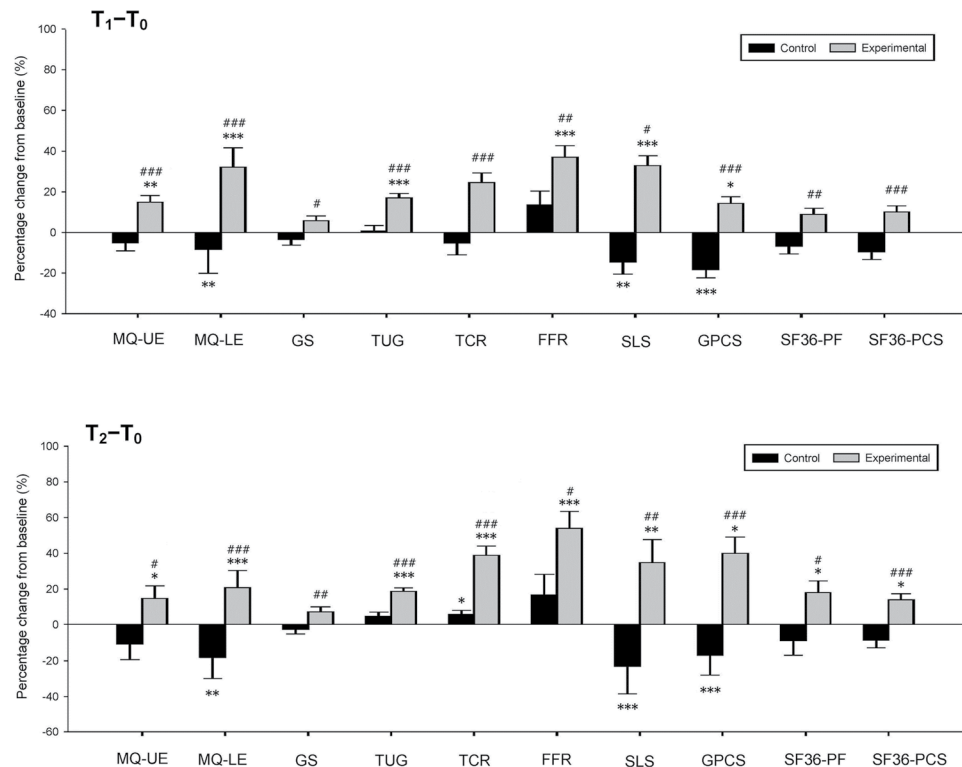 T₁–T₀
Control Experimental
Percentage change from baseline (%)
100
80
60
40
20
0
-20
-40
### ### # ### ### ## # ### ## ###
** *** *** *** *** *
** ** ***
MQ-UE MQ-LE GS TUG TCR FFR SLS GPCS SF36-PF SF36-PCS
T₂–T₀
Control Experimental
Percentage change from baseline (%)
100
80
60
40
20
0
-20
-40
-60
# ### ## ### ### # ## ### # ###
* *** *** *** *** ** * * *
*
** *** ***
MQ-UE MQ-LE GS TUG TCR FFR SLS GPCS SF36-PF SF36-PCS